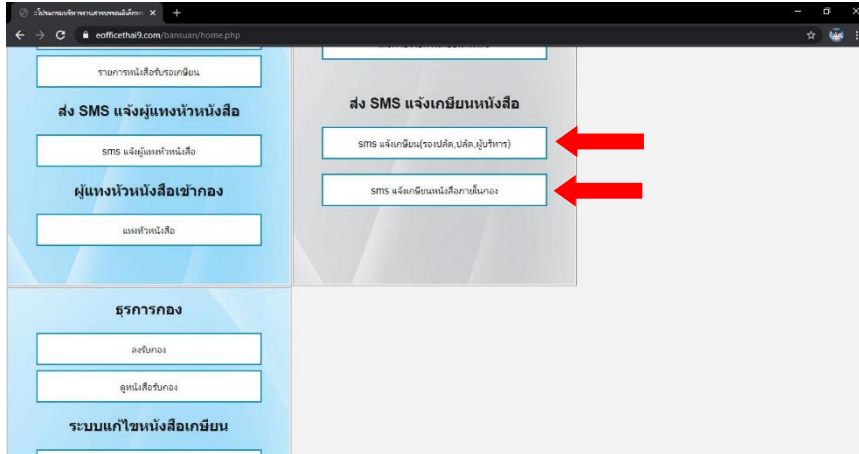 eofficethai9.com/bansuan/home.php
รายการหนังสือรับรอเกษียน
ส่ง SMS แจ้งผู้แทงหัวหนังสือ
sms แจ้งผู้แทงหัวหนังสือ
ผู้แทงหัวหนังสือเข้ากอง
แทงหัวหนังสือ
ส่ง SMS แจ้งเกษียนหนังสือ
sms แจ้งเกษียน(รองปลัด,ปลัด,ผู้บริหาร)
sms แจ้งเกษียนหนังสือภายในกอง
ธุรการกอง
ลงรับกอง
ดูหนังสือรับกอง
ระบบแก้ไขหนังสือเกษียน